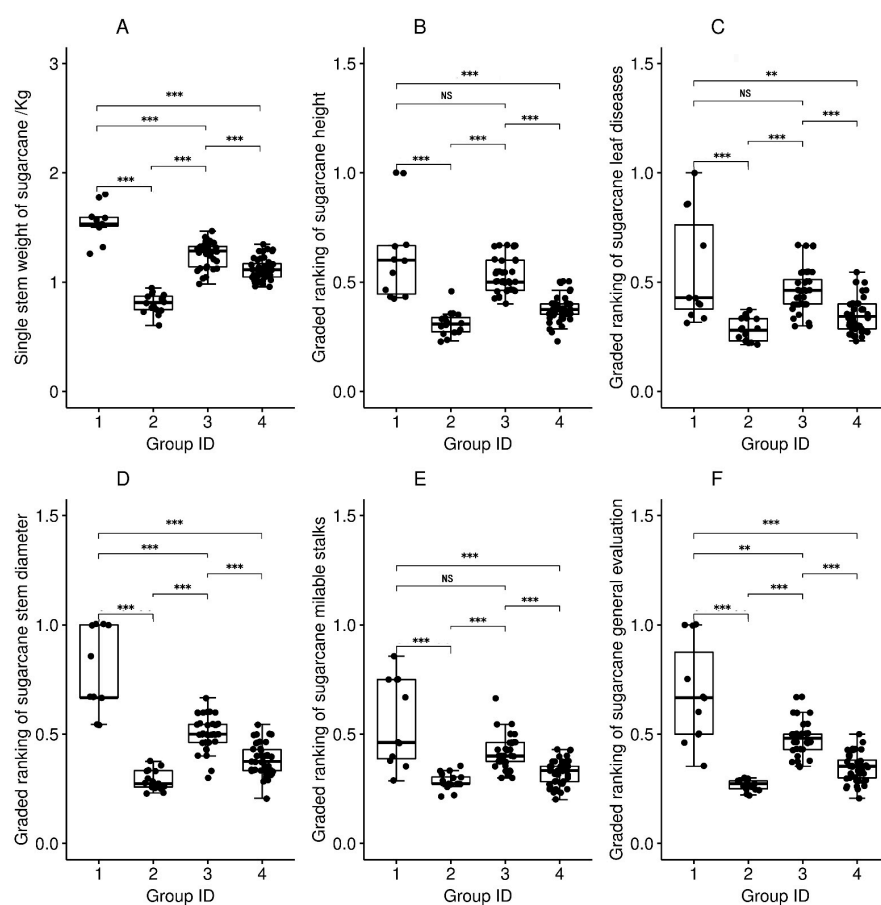 A
Single stem weight of sugarcane /Kg
3
2
1
0
***
***
***
***
***
1 2 3 4
Group ID
B
Graded ranking of sugarcane height
1.5
1.0
0.5
0.0
***
NS
***
***
***
1 2 3 4
Group ID
C
Graded ranking of sugarcane leaf diseases
1.5
1.0
0.5
0.0
**
NS
***
***
***
1 2 3 4
Group ID
D
Graded ranking of sugarcane stem diameter
1.5
1.0
0.5
0.0
***
***
***
***
***
1 2 3 4
Group ID
E
Graded ranking of sugarcane milable stalks
1.5
1.0
0.5
0.0
***
NS
***
***
***
1 2 3 4
Group ID
F
Graded ranking of sugarcane general evaluation
1.5
1.0
0.5
0.0
***
**
***
***
***
1 2 3 4
Group ID